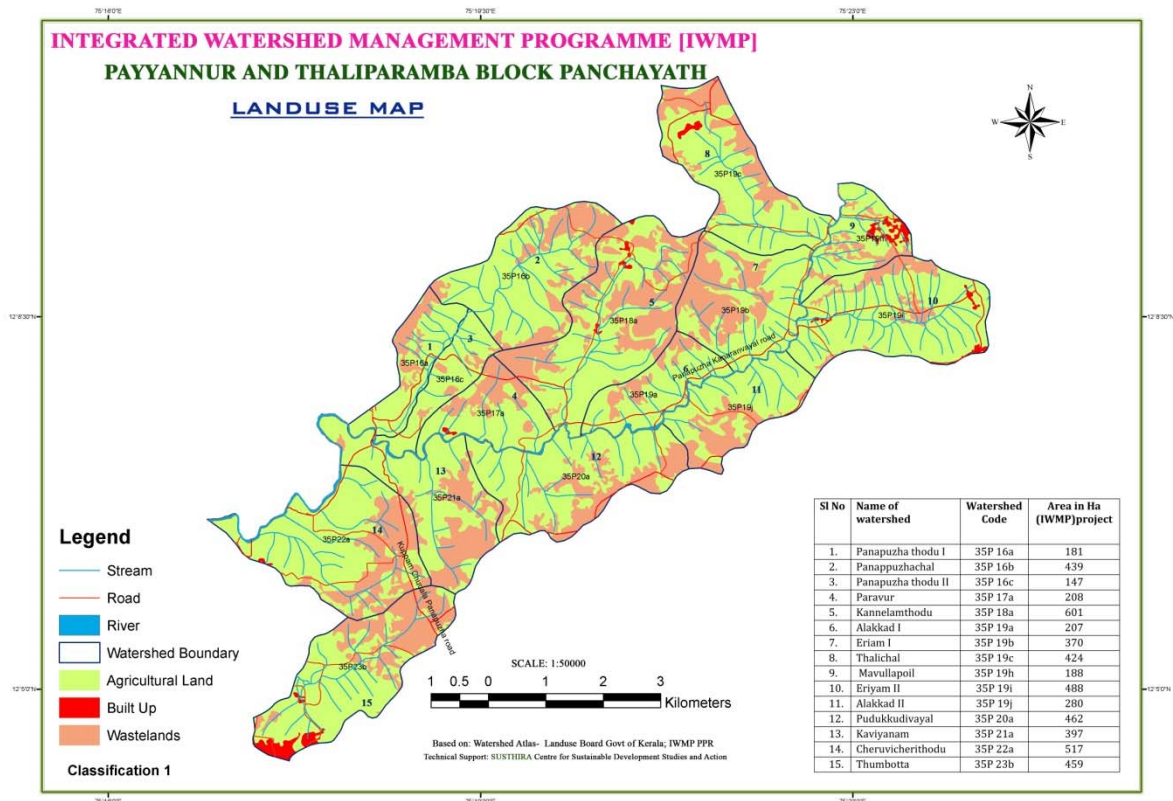 75°16'0"E 75°19'30"E 75°23'0"E
INTEGRATED WATERSHED MANAGEMENT PROGRAMME [IWMP]
PAYYANNUR AND THALIPARAMBA BLOCK PANCHAYATH
LANDUSE MAP
N
W E
S
8
35P19c
9
35P19h
2
35P16b
7
5
10
12°8'30"N 12°8'30"N
35P18a
35P19b
35P19i
1
3
35P16a
35P16c
Panapuzha Kanaranvayal road
6
4
11
35P17a
35P19a
35P19j
12
13
35P20a
35P21a
14
35P22a
Kuppam Chudala Panapuzha road
35P23b
15
Legend
Stream
Road
River
Watershed Boundary
Agricultural Land
Built Up
Wastelands
Classification 1
SCALE: 1:50000
1 0.5 0 1 2 3
Kilometers
Based on: Watershed Atlas- Landuse Board Govt of Kerala; IWMP PPR
Technical Support: SUSTHIRA Centre for Sustainable Development Studies and Action
Sl No Name of watershed Watershed Code Area in Ha (IWMP)project
1. Panapuzha thodu I 35P 16a 181
2. Panappuzhachal 35P 16b 439
3. Panapuzha thodu II 35P 16c 147
4. Paravur 35P 17a 208
5. Kannelamthodu 35P 18a 601
6. Alakkad I 35P 19a 207
7. Eriam I 35P 19b 370
8. Thalichal 35P 19c 424
9. Mavullapoil 35P 19h 188
10. Eriyam II 35P 19i 488
11. Alakkad II 35P 19j 280
12. Pudukkudivayal 35P 20a 462
13. Kaviyanam 35P 21a 397
14. Cheruvicherithodu 35P 22a 517
15. Thumbotta 35P 23b 459
12°5'0"N 12°5'0"N